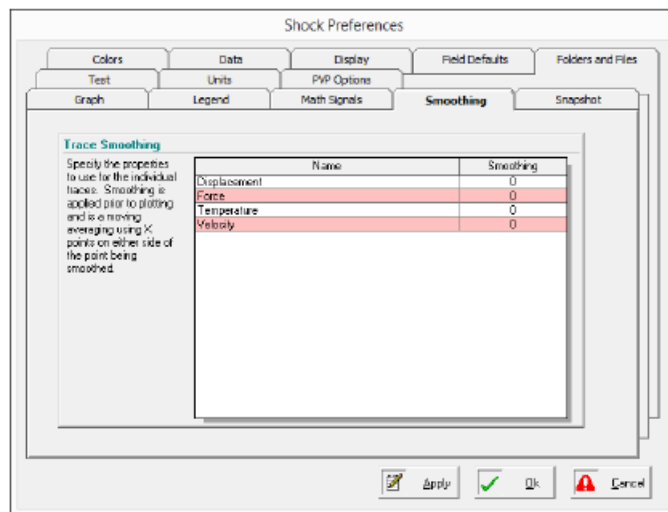 Shock Preferences
Colors Data Display Field Defaults Folders and Files
Test Units PVP Options
Graph Legend Math Signals Smoothing Snapshot
Trace Smoothing
Specify the properties
to use for the individual
traces. Smoothing is
applied prior to plotting
and is a moving
averaging using X
points on either side of
the point being
smoothed.
Name Smoothing
Displacement 0
Force 0
Temperature 0
Velocity 0
Apply Ok Cancel